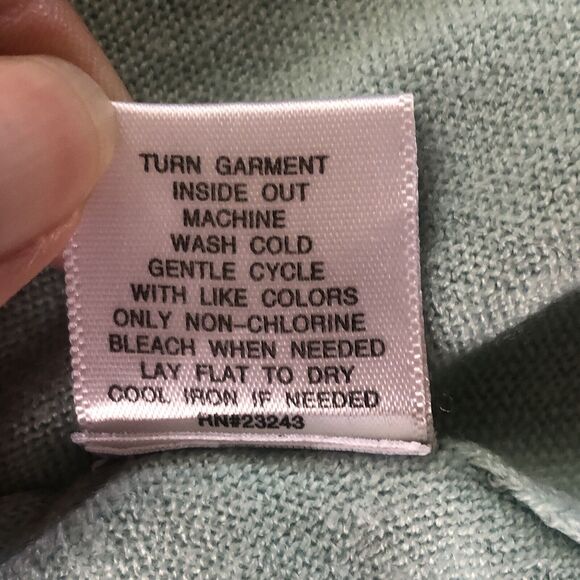 TURN GARMENT
INSIDE OUT
MACHINE
WASH COLD
GENTLE CYCLE
WITH LIKE COLORS
ONLY NON-CHLORINE
BLEACH WHEN NEEDED
LAY FLAT TO DRY
COOL IRON IF NEEDED
RN#23243